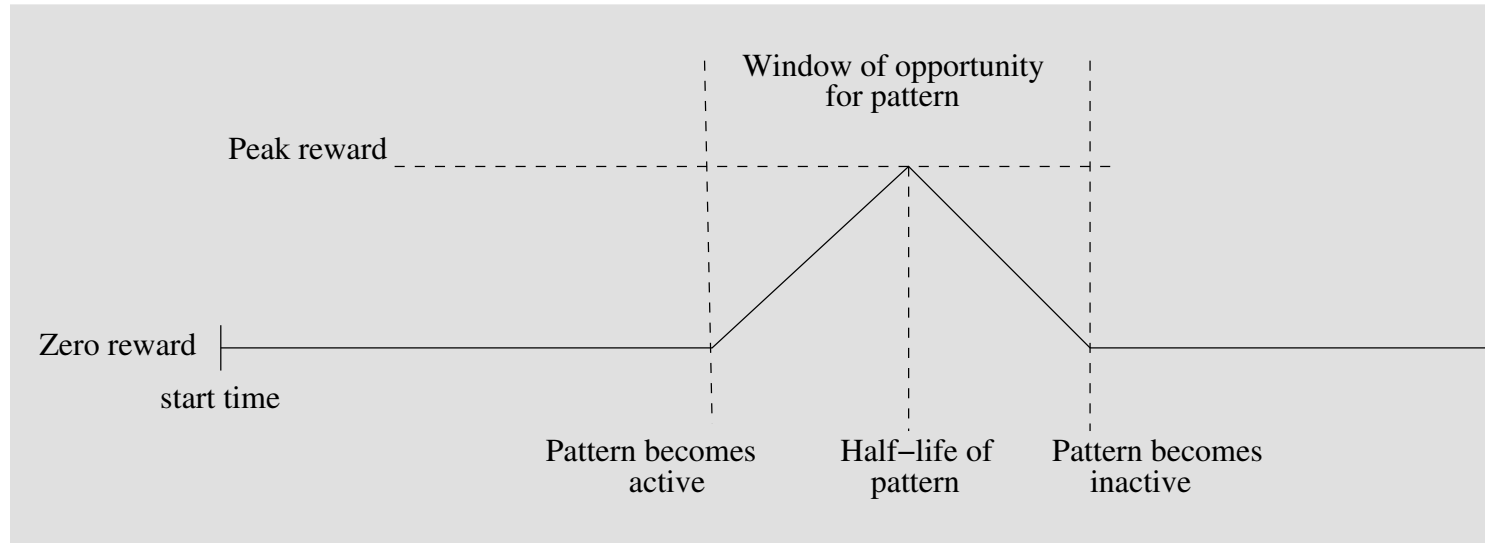 Window of opportunity
for pattern
Peak reward
Zero reward
start time
Pattern becomes
active
Half−life of
pattern
Pattern becomes
inactive